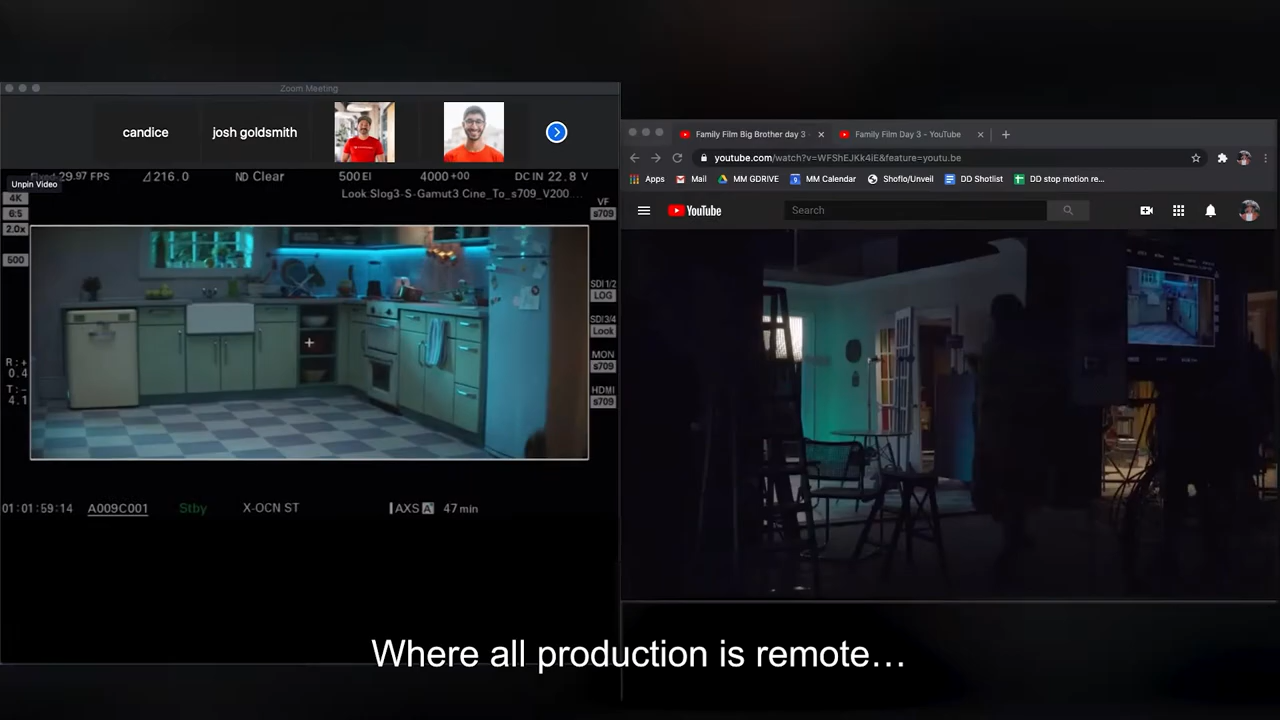 Zoom Meeting
candice
josh goldsmith
Unpin Video
29.97 FPS
⊿216.0
ND Clear
500 EI
4000+00
DC IN 22.8 V
Look Slog3-S-Gamut3 Cine_To_s709_V200...
4K
6:5
2.0x
500
VF
s709
SDI 1/2
LOG
SDI3/4
Look
MON
s709
HDMI
s709
R: +
0.4
T: –
4.1
01:01:59:14
A009C001
Stby
X-OCN ST
AXS A
47 min
Family Film Big Brother day 3
Family Film Day 3 - YouTube
youtube.com/watch?v=WFShEJKk4iE&feature=youtu.be
Apps
Mail
MM GDRIVE
MM Calendar
Shoflo/Unveil
DD Shotlist
DD stop motion re...
YouTube
Search
Where all production is remote...